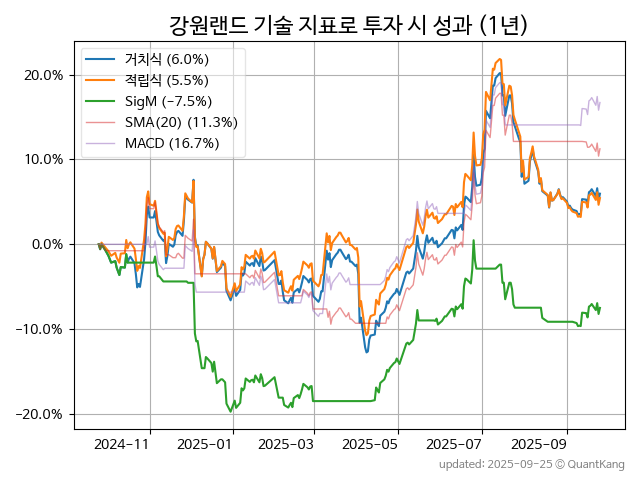 강원랜드 기술 지표로 투자 시 성과 (1년)
거치식 (6.0%)
적립식 (5.5%)
SigM (−7.5%)
SMA(20) (11.3%)
MACD (16.7%)
20.0%
10.0%
0.0%
−10.0%
−20.0%
2024−11
2025−01
2025−03
2025−05
2025−07
2025−09
updated: 2025-09-25 © QuantKang